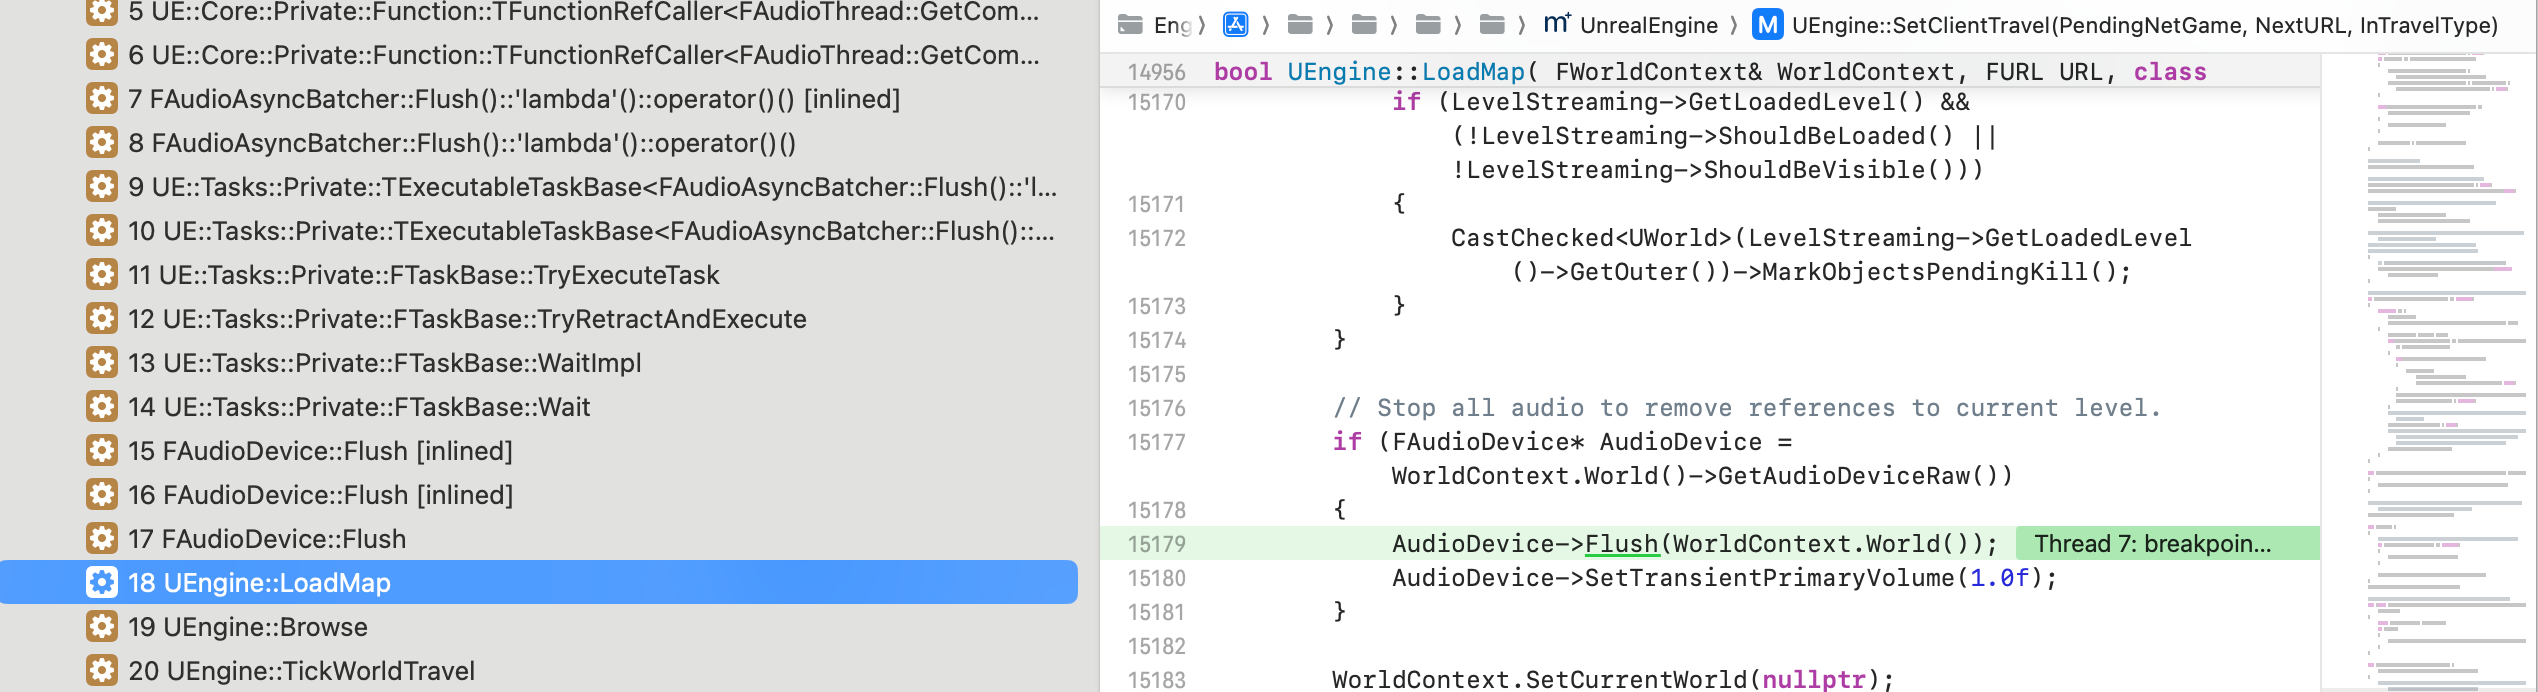 5 UE::Core::Private::Function::TFunctionRefCaller<FAudioThread::GetCom...
6 UE::Core::Private::Function::TFunctionRefCaller<FAudioThread::GetCom...
7 FAudioAsyncBatcher::Flush()::'lambda'()::operator()() [inlined]
8 FAudioAsyncBatcher::Flush()::'lambda'()::operator()()
9 UE::Tasks::Private::TExecutableTaskBase<FAudioAsyncBatcher::Flush()::'l...
10 UE::Tasks::Private::TExecutableTaskBase<FAudioAsyncBatcher::Flush()::...
11 UE::Tasks::Private::FTaskBase::TryExecuteTask
12 UE::Tasks::Private::FTaskBase::TryRetractAndExecute
13 UE::Tasks::Private::FTaskBase::WaitImpl
14 UE::Tasks::Private::FTaskBase::Wait
15 FAudioDevice::Flush [inlined]
16 FAudioDevice::Flush [inlined]
17 FAudioDevice::Flush
18 UEngine::LoadMap
19 UEngine::Browse
20 UEngine::TickWorldTravel
Eng 〉 〉 〉 〉 〉 〉 m+ UnrealEngine 〉 M UEngine::SetClientTravel(PendingNetGame, NextURL, InTravelType)
14956 bool UEngine::LoadMap( FWorldContext& WorldContext, FURL URL, class
15170 if (LevelStreaming->GetLoadedLevel() &&
(!LevelStreaming->ShouldBeLoaded() ||
!LevelStreaming->ShouldBeVisible()))
15171 {
15172 CastChecked<UWorld>(LevelStreaming->GetLoadedLevel
()->GetOuter())->MarkObjectsPendingKill();
15173 }
15174 }
15175
15176 // Stop all audio to remove references to current level.
15177 if (FAudioDevice* AudioDevice =
WorldContext.World()->GetAudioDeviceRaw())
15178 {
15179 AudioDevice->Flush(WorldContext.World()); Thread 7: breakpoin...
15180 AudioDevice->SetTransientPrimaryVolume(1.0f);
15181 }
15182
15183 WorldContext.SetCurrentWorld(nullptr);